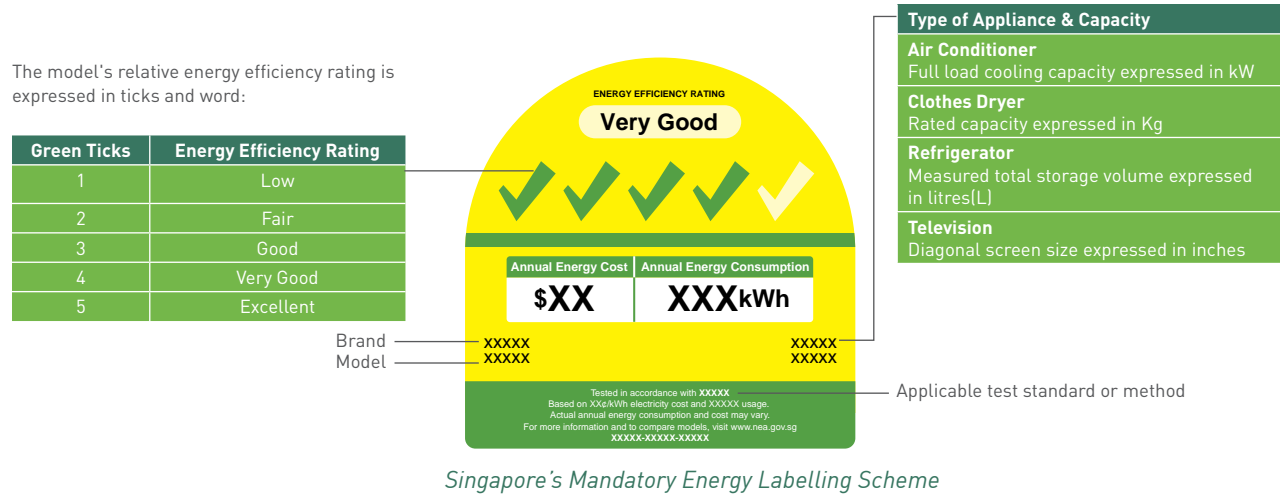 The model's relative energy efficiency rating is
expressed in ticks and word:
Green Ticks Energy Efficiency Rating
1 Low
2 Fair
3 Good
4 Very Good
5 Excellent
ENERGY EFFICIENCY RATING
Very Good
Annual Energy Cost Annual Energy Consumption
$XX XXXkWh
Brand XXXXX XXXXX
Model XXXXX XXXXX
Tested in accordance with XXXXX
Based on XX¢/kWh electricity cost and XXXXX usage.
Actual annual energy consumption and cost may vary.
For more information and to compare models, visit www.nea.gov.sg
XXXXX-XXXXX-XXXXX
Type of Appliance & Capacity
Air Conditioner
Full load cooling capacity expressed in kW
Clothes Dryer
Rated capacity expressed in Kg
Refrigerator
Measured total storage volume expressed
in litres(L)
Television
Diagonal screen size expressed in inches
Applicable test standard or method
Singapore's Mandatory Energy Labelling Scheme